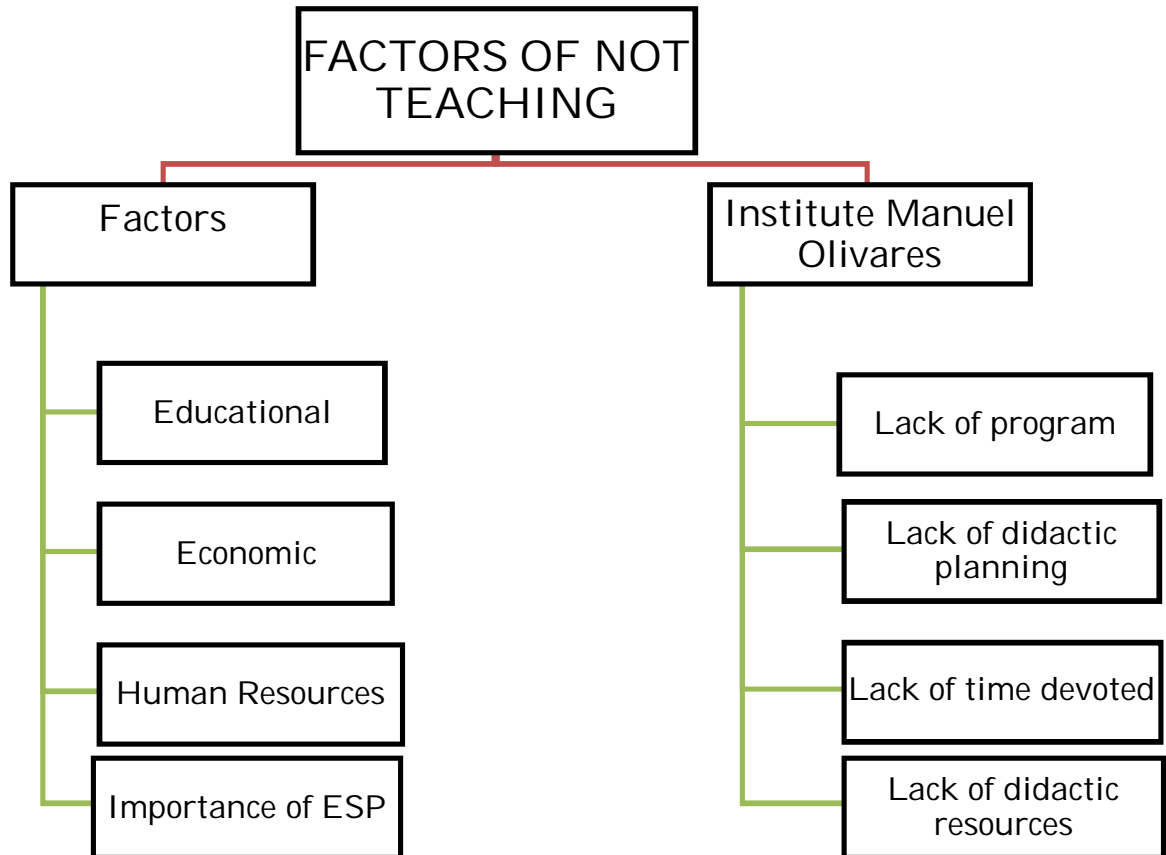 FACTORS OF NOT
TEACHING
Factors
Educational
Economic
Human Resources
Importance of ESP
Institute Manuel
Olivares
Lack of program
Lack of didactic
planning
Lack of time devoted
Lack of didactic
resources